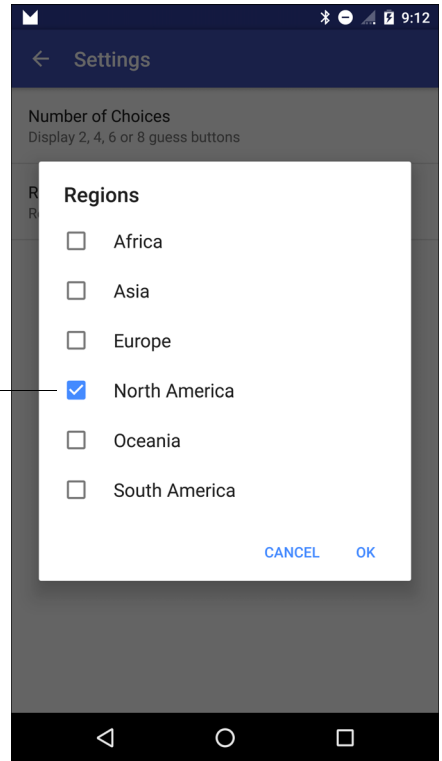 9:12
Settings
Number of Choices
Display 2, 4, 6 or 8 guess buttons
Regions
Africa
Asia
Europe
North America
Oceania
South America
CANCEL OK